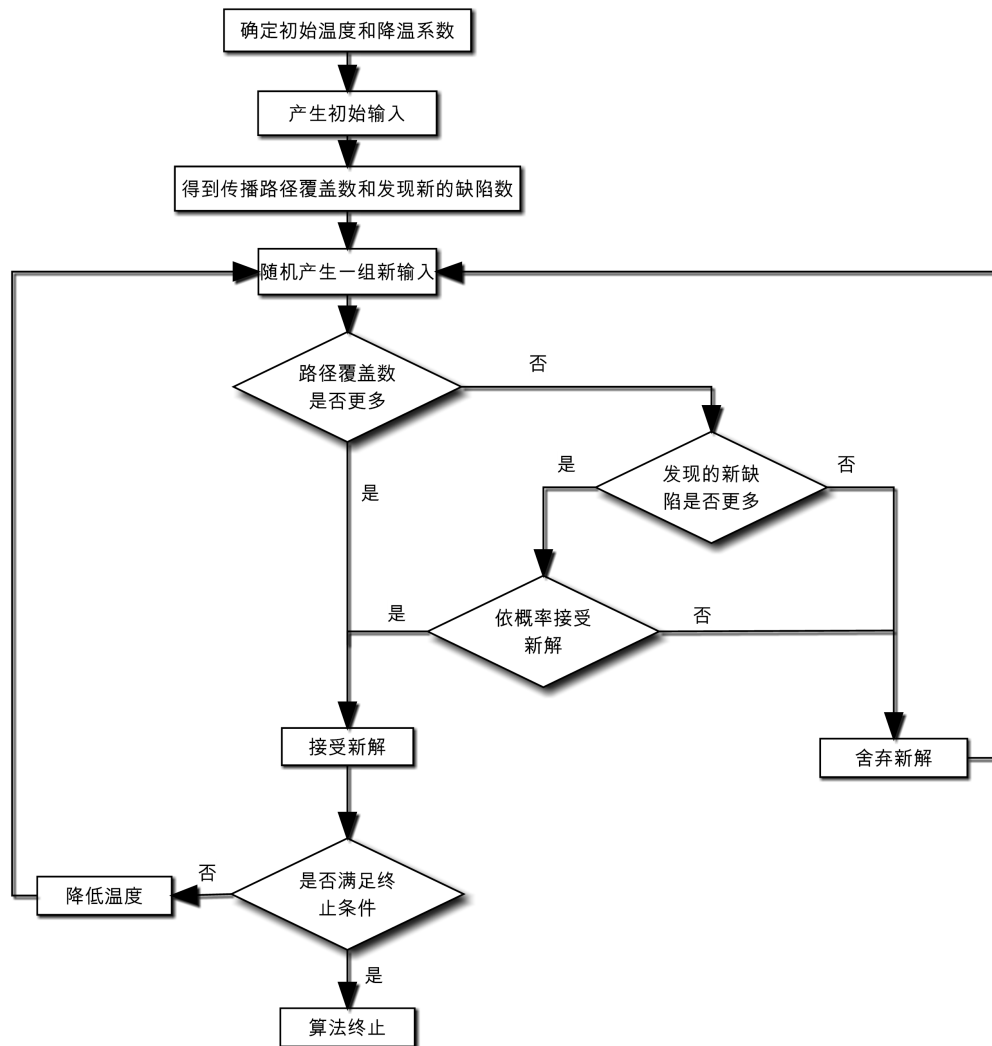 确定初始温度和降温系数
产生初始输入
得到传播路径覆盖数和发现新的缺陷数
随机产生一组新输入
路径覆盖数
是否更多
否
是
发现的新缺
陷是否更多
是
否
依概率接受
新解
是
否
接受新解
舍弃新解
是否满足终
止条件
否
降低温度
是
算法终止